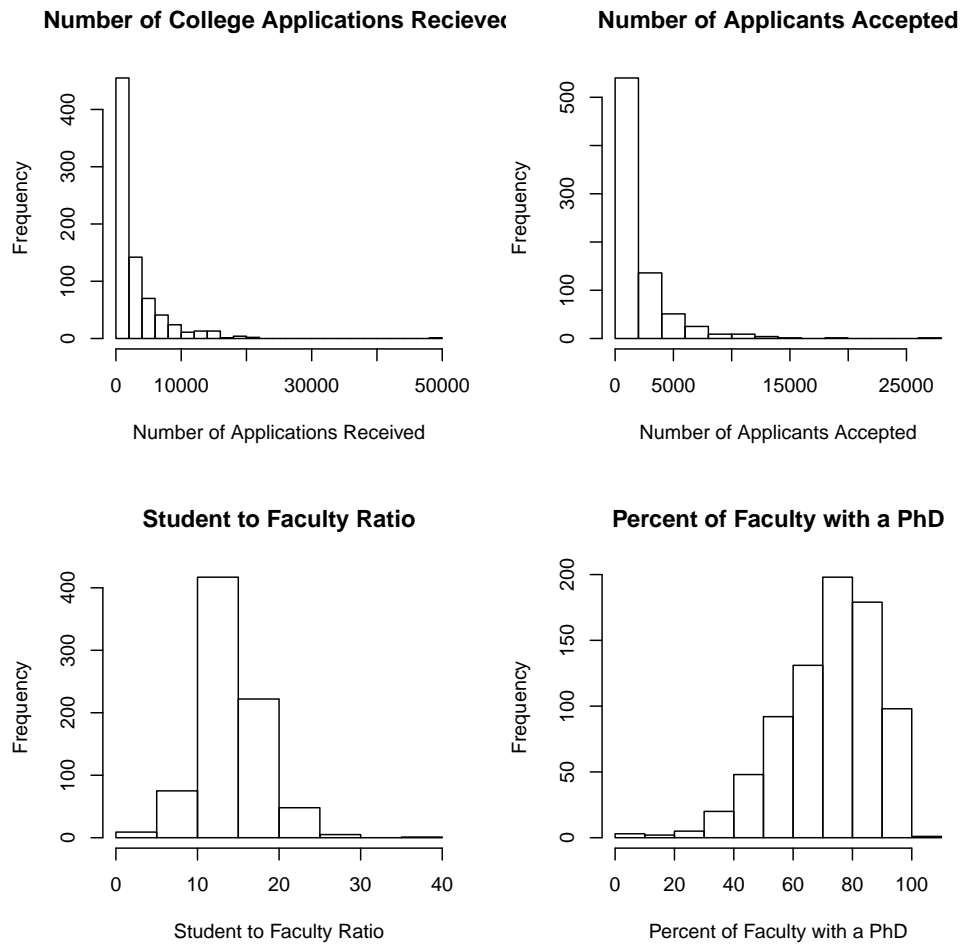 Number of College Applications Recieved
400
300
200
100
0
Frequency
0 10000 30000 50000
Number of Applications Received
Number of Applicants Accepted
500
300
100
0
Frequency
0 5000 15000 25000
Number of Applicants Accepted
Student to Faculty Ratio
400
300
200
100
0
Frequency
0 10 20 30 40
Student to Faculty Ratio
Percent of Faculty with a PhD
200
150
100
50
0
Frequency
0 20 40 60 80 100
Percent of Faculty with a PhD